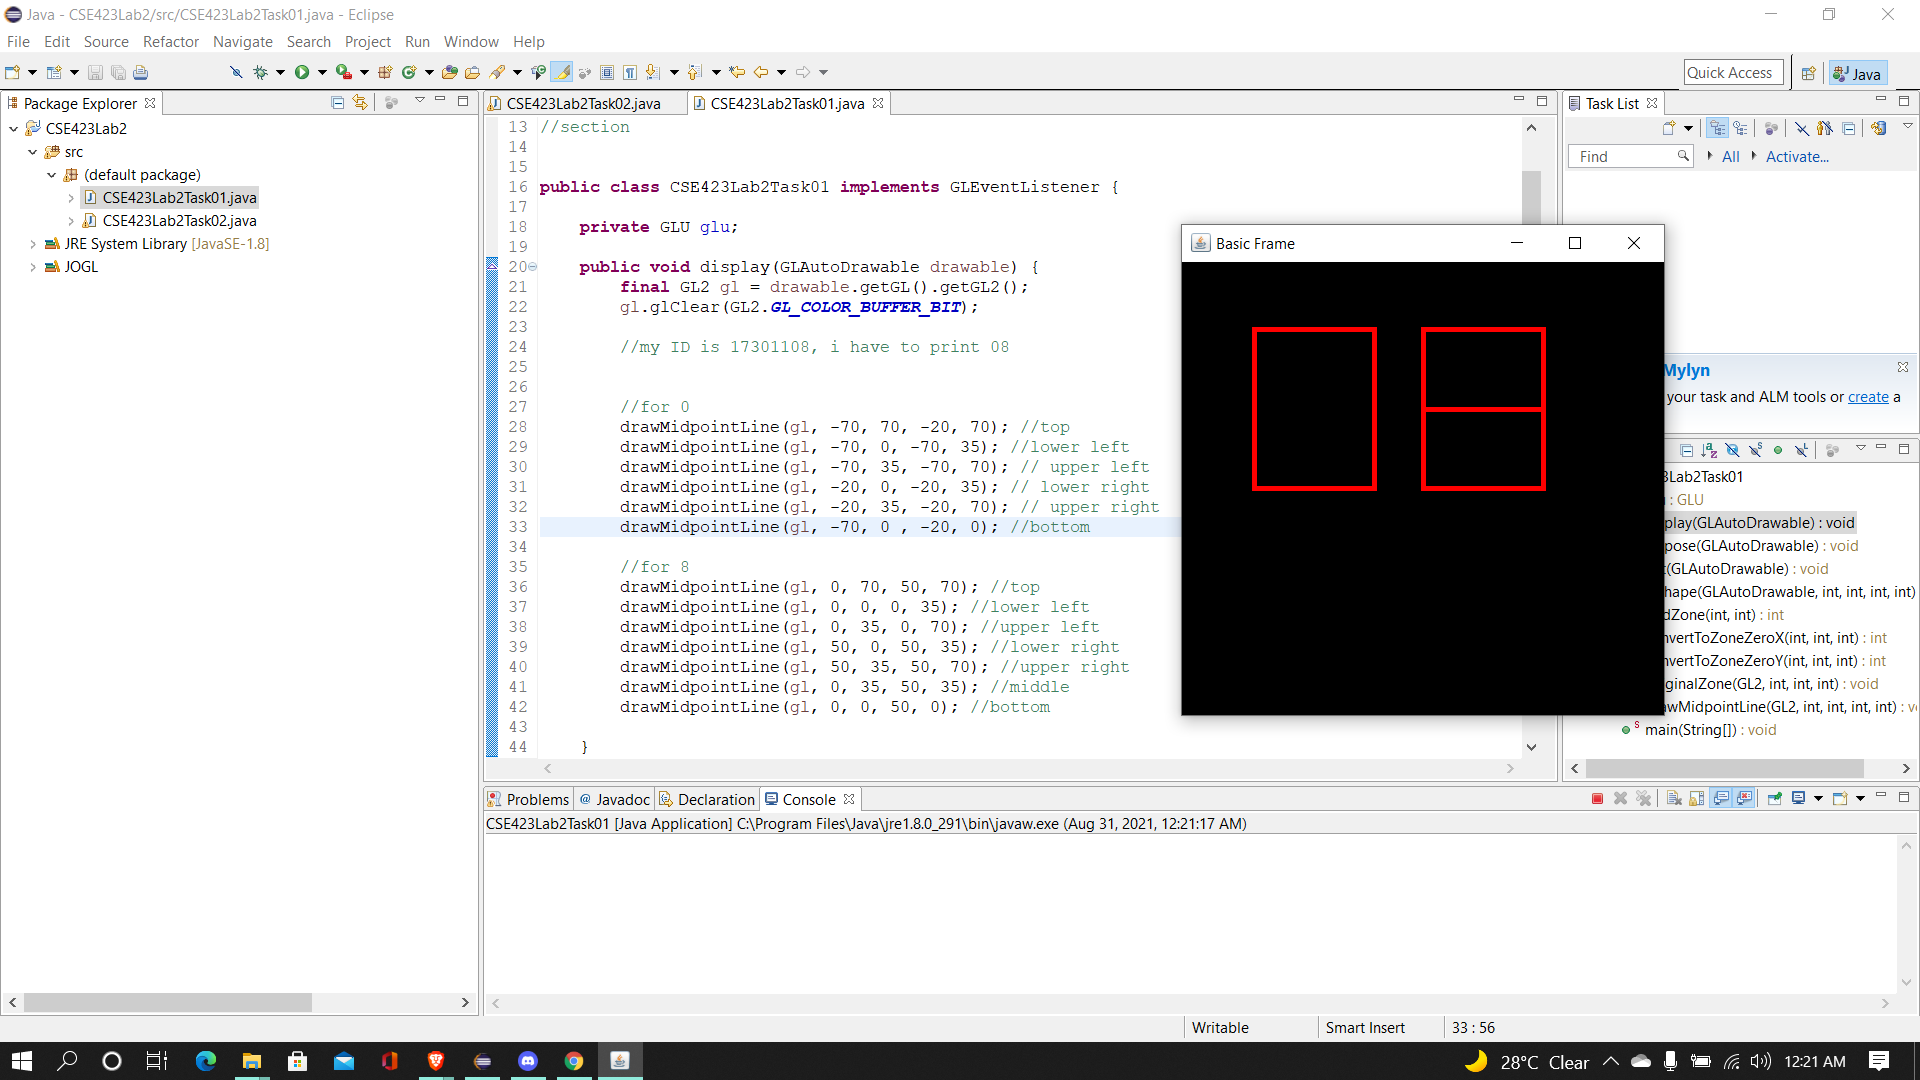 Java - CSE423Lab2/src/CSE423Lab2Task01.java - Eclipse
File Edit Source Refactor Navigate Search Project Run Window Help
Quick Access
Java
Package Explorer
CSE423Lab2
src
(default package)
CSE423Lab2Task01.java
CSE423Lab2Task02.java
JRE System Library [JavaSE-1.8]
JOGL
CSE423Lab2Task02.java
CSE423Lab2Task01.java
13 //section
14
15
16 public class CSE423Lab2Task01 implements GLEventListener {
17
18 private GLU glu;
19
20 public void display(GLAutoDrawable drawable) {
21 final GL2 gl = drawable.getGL().getGL2();
22 gl.glClear(GL2.GL_COLOR_BUFFER_BIT);
23
24 //my ID is 17301108, i have to print 08
25
26
27 //for 0
28 drawMidpointLine(gl, -70, 70, -20, 70); //top
29 drawMidpointLine(gl, -70, 0, -70, 35); //lower left
30 drawMidpointLine(gl, -70, 35, -70, 70); // upper left
31 drawMidpointLine(gl, -20, 0, -20, 35); // lower right
32 drawMidpointLine(gl, -20, 35, -20, 70); // upper right
33 drawMidpointLine(gl, -70, 0 , -20, 0); //bottom
34
35 //for 8
36 drawMidpointLine(gl, 0, 70, 50, 70); //top
37 drawMidpointLine(gl, 0, 0, 0, 35); //lower left
38 drawMidpointLine(gl, 0, 35, 0, 70); //upper left
39 drawMidpointLine(gl, 50, 0, 50, 35); //lower right
40 drawMidpointLine(gl, 50, 35, 50, 70); //upper right
41 drawMidpointLine(gl, 0, 35, 50, 35); //middle
42 drawMidpointLine(gl, 0, 0, 50, 0); //bottom
43
44 }
Basic Frame
08
Task List
Find
All
Activate...
Mylyn
your task and ALM tools or create a
3Lab2Task01
: GLU
play(GLAutoDrawable) : void
pose(GLAutoDrawable) : void
t(GLAutoDrawable) : void
hape(GLAutoDrawable, int, int, int, int)
dZone(int, int) : int
nvertToZoneZeroX(int, int, int) : int
nvertToZoneZeroY(int, int, int) : int
ginalZone(GL2, int, int, int) : void
awMidpointLine(GL2, int, int, int, int) : v
main(String[]) : void
Problems
Javadoc
Declaration
Console
CSE423Lab2Task01 [Java Application] C:\Program Files\Java\jre1.8.0_291\bin\javaw.exe (Aug 31, 2021, 12:21:17 AM)
Writable
Smart Insert
33 : 56
28°C Clear
12:21 AM